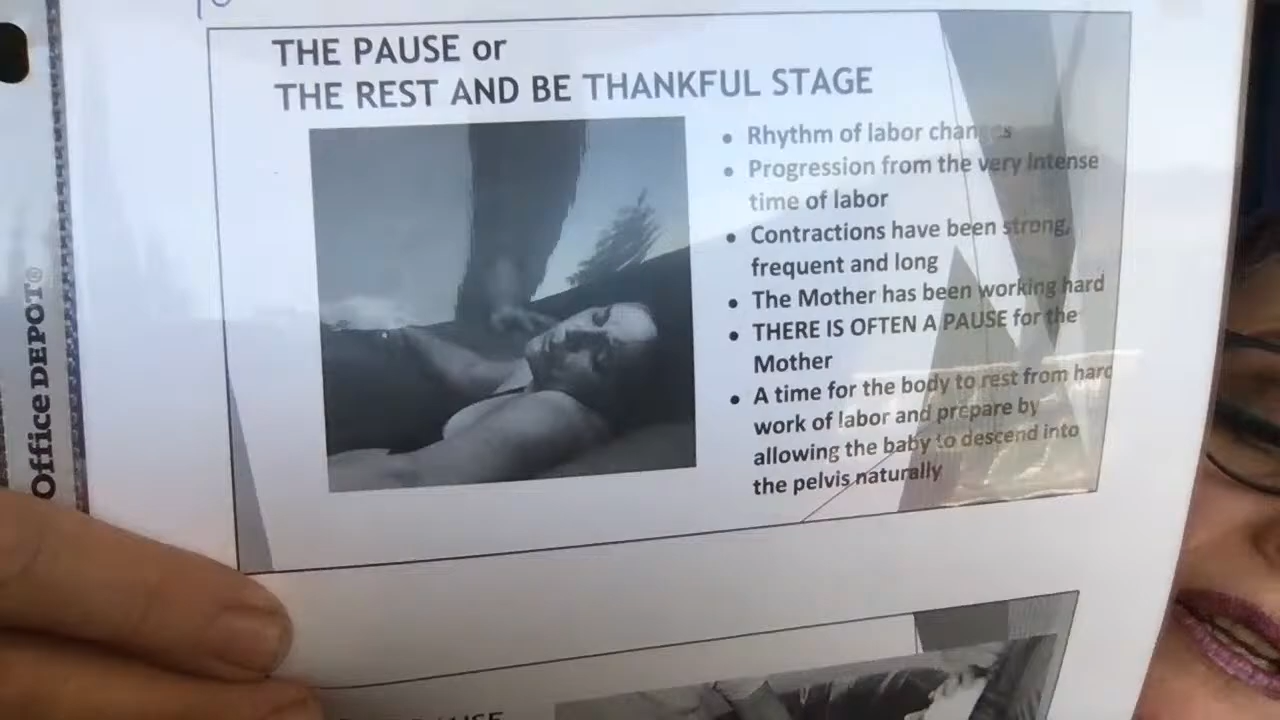 THE PAUSE or
THE REST AND BE THANKFUL STAGE
• Rhythm of labor changes
• Progression from the very Intense
time of labor
• Contractions have been strong,
frequent and long
• The Mother has been working hard
• THERE IS OFTEN A PAUSE for the
Mother
• A time for the body to rest from hard
work of labor and prepare by
allowing the baby to descend into
the pelvis naturally
Office DEPOT®